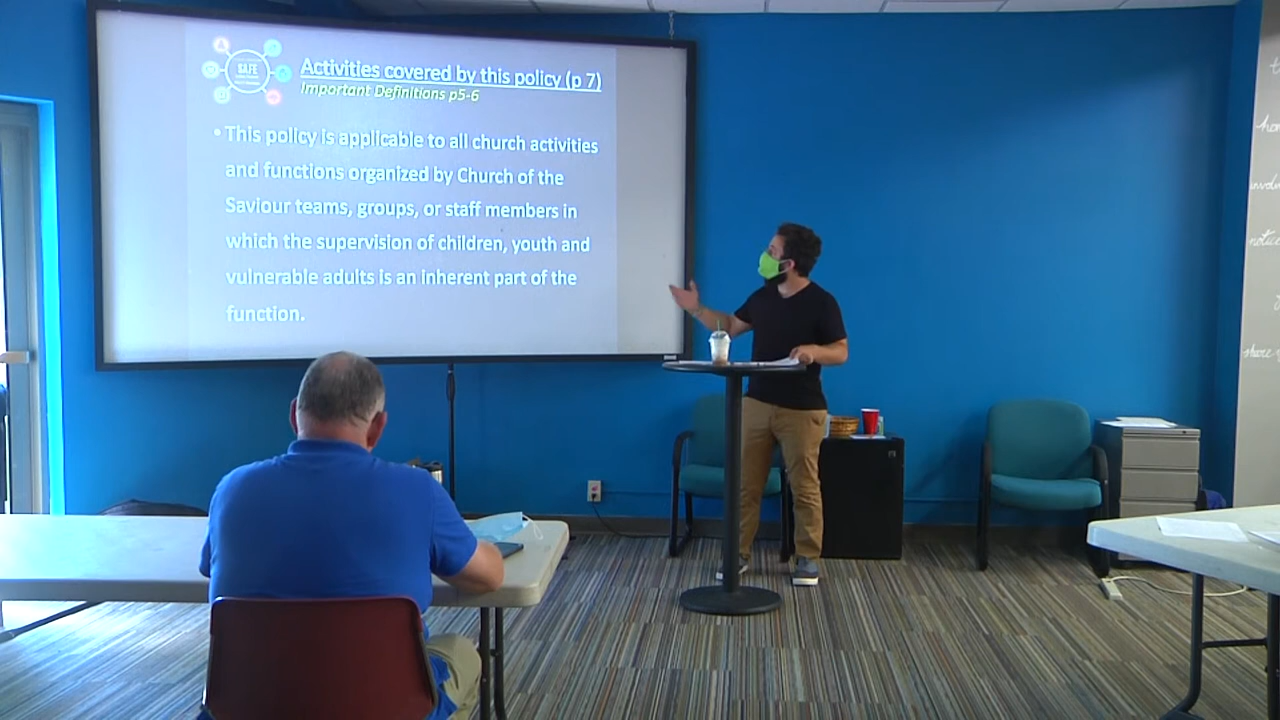 SAFE
Activities covered by this policy (p 7)
Important Definitions p5-6
• This policy is applicable to all church activities
and functions organized by Church of the
Saviour teams, groups, or staff members in
which the supervision of children, youth and
vulnerable adults is an inherent part of the
function.
share